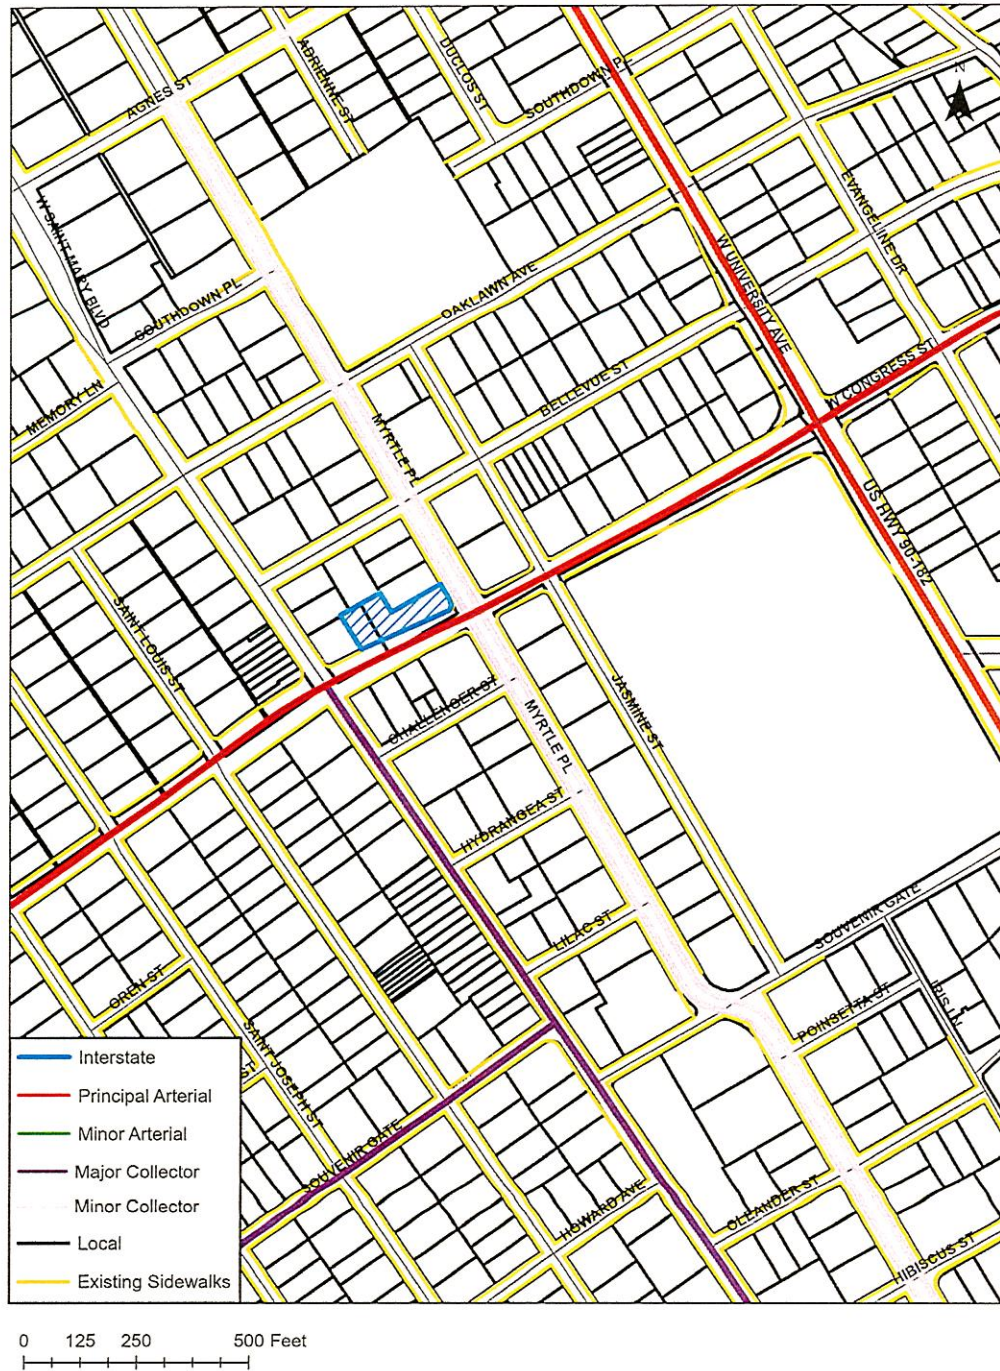 AGNES ST
ADRIENNE ST
DUCLOS ST
SOUTHDOWN PL
N
W SAINT MARY BLVD
SOUTHDOWN PL
OAKLAWN AVE
W UNIVERSITY AVE
EVANGELINE DR
MEMORY LN
MYRTLE PL
BELLEVUE ST
W CONGRESS ST
US HWY 90-182
SAINT LOUIS ST
CHALLENGER ST
MYRTLE PL
JASMINE ST
HYDRANGEA ST
LILAC ST
SOUVENIR GATE
OREN ST
POINSETTA ST
IRIS LN
SAINT JOSEPH ST
ST
SOUVENIR GATE
HOWARD AVE
OLEANDER ST
HIBISCUS ST
Interstate
Principal Arterial
Minor Arterial
Major Collector
Minor Collector
Local
Existing Sidewalks
0 125 250 500 Feet